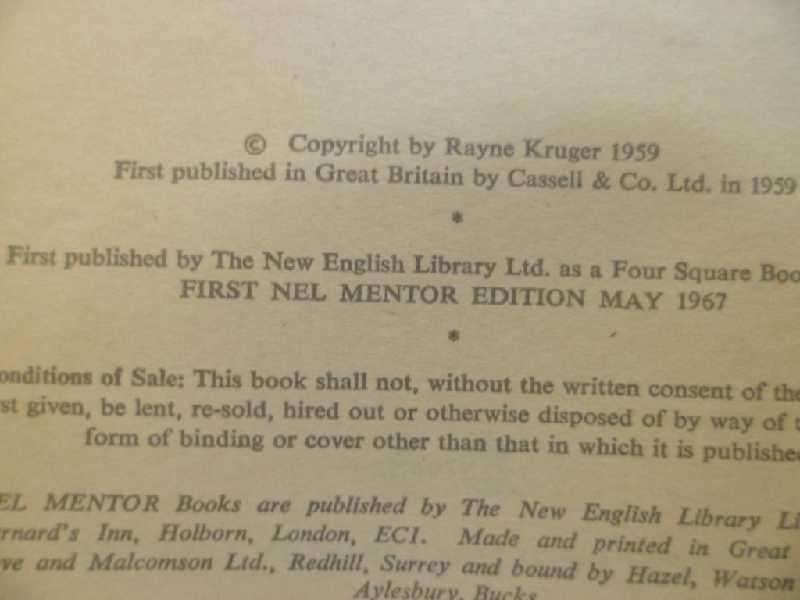 © Copyright by Rayne Kruger 1959
First published in Great Britain by Cassell & Co. Ltd. in 1959
*
First published by The New English Library Ltd. as a Four Square Boo
FIRST NEL MENTOR EDITION MAY 1967
*
onditions of Sale: This book shall not, without the written consent of the
st given, be lent, re-sold, hired out or otherwise disposed of by way of t
form of binding or cover other than that in which it is published
EL MENTOR Books are published by The New English Library Li
rnard's Inn, Holborn, London, EC1. Made and printed in Great
ve and Malcomson Ltd., Redhill, Surrey and bound by Hazel, Watson
Aylesbury, Bucks